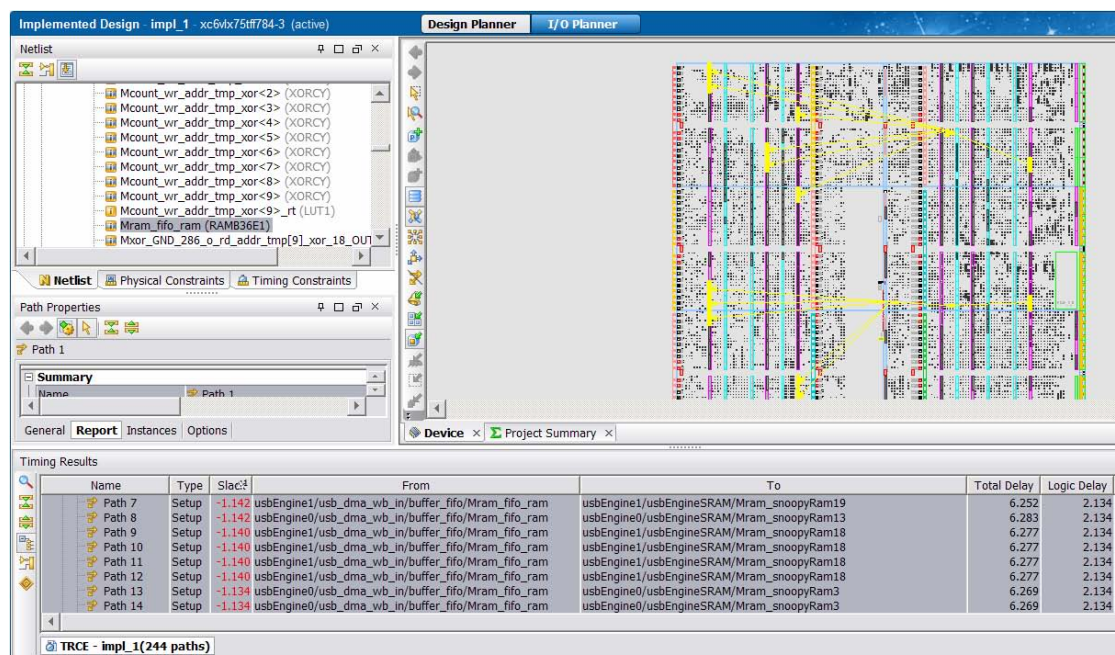 Implemented Design - impl_1 - xc6vlx75tff784-3 (active)
Design Planner
I/O Planner
Netlist
Mcount_wr_addr_tmp_xor<2> (XORCY)
Mcount_wr_addr_tmp_xor<3> (XORCY)
Mcount_wr_addr_tmp_xor<4> (XORCY)
Mcount_wr_addr_tmp_xor<5> (XORCY)
Mcount_wr_addr_tmp_xor<6> (XORCY)
Mcount_wr_addr_tmp_xor<7> (XORCY)
Mcount_wr_addr_tmp_xor<8> (XORCY)
Mcount_wr_addr_tmp_xor<9> (XORCY)
Mcount_wr_addr_tmp_xor<9>_rt (LUT1)
Mram_fifo_ram (RAMB36E1)
Mxor_GND_286_o_rd_addr_tmp[9]_xor_18_OUT
Netlist Physical Constraints Timing Constraints
Path Properties
Path 1
Summary
Name Path 1
General Report Instances Options
Device Σ Project Summary
Timing Results
Name Type Slack 1 From To Total Delay Logic Delay
Path 7 Setup -1.142 usbEngine1/usb_dma_wb_in/buffer_fifo/Mram_fifo_ram usbEngine1/usbEngineSRAM/Mram_snoopyRam19 6.252 2.134
Path 8 Setup -1.142 usbEngine0/usb_dma_wb_in/buffer_fifo/Mram_fifo_ram usbEngine0/usbEngineSRAM/Mram_snoopyRam13 6.283 2.134
Path 9 Setup -1.140 usbEngine1/usb_dma_wb_in/buffer_fifo/Mram_fifo_ram usbEngine1/usbEngineSRAM/Mram_snoopyRam18 6.277 2.134
Path 10 Setup -1.140 usbEngine1/usb_dma_wb_in/buffer_fifo/Mram_fifo_ram usbEngine1/usbEngineSRAM/Mram_snoopyRam18 6.277 2.134
Path 11 Setup -1.140 usbEngine1/usb_dma_wb_in/buffer_fifo/Mram_fifo_ram usbEngine1/usbEngineSRAM/Mram_snoopyRam18 6.277 2.134
Path 12 Setup -1.140 usbEngine1/usb_dma_wb_in/buffer_fifo/Mram_fifo_ram usbEngine1/usbEngineSRAM/Mram_snoopyRam18 6.277 2.134
Path 13 Setup -1.134 usbEngine0/usb_dma_wb_in/buffer_fifo/Mram_fifo_ram usbEngine0/usbEngineSRAM/Mram_snoopyRam3 6.269 2.134
Path 14 Setup -1.134 usbEngine0/usb_dma_wb_in/buffer_fifo/Mram_fifo_ram usbEngine0/usbEngineSRAM/Mram_snoopyRam3 6.269 2.134
TRCE - impl_1(244 paths)